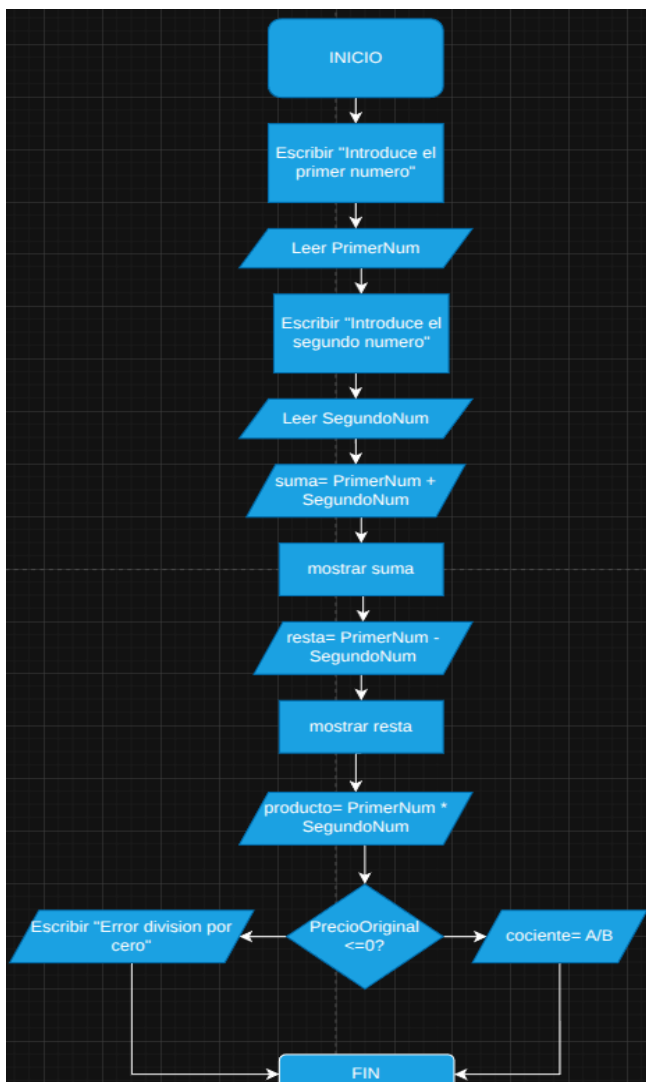 INICIO
Escribir "Introduce el
primer numero"
Leer PrimerNum
Escribir "Introduce el
segundo numero"
Leer SegundoNum
suma= PrimerNum +
SegundoNum
mostrar suma
resta= PrimerNum -
SegundoNum
mostrar resta
producto= PrimerNum *
SegundoNum
Escribir "Error division por
cero"
PrecioOriginal
<=0?
cociente= A/B
FIN